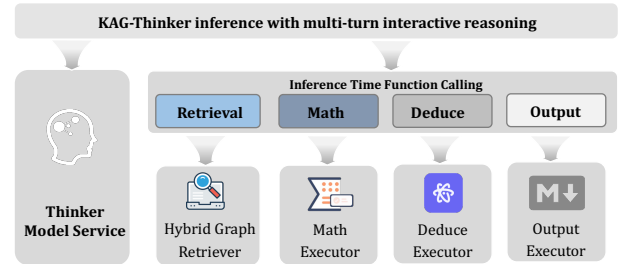 KAG-Thinker inference with multi-turn interactive reasoning
Inference Time Function Calling
Retrieval
Math
Deduce
Output
Thinker
Model Service
Hybrid Graph
Retriever
Math
Executor
Deduce
Executor
M
Output
Executor